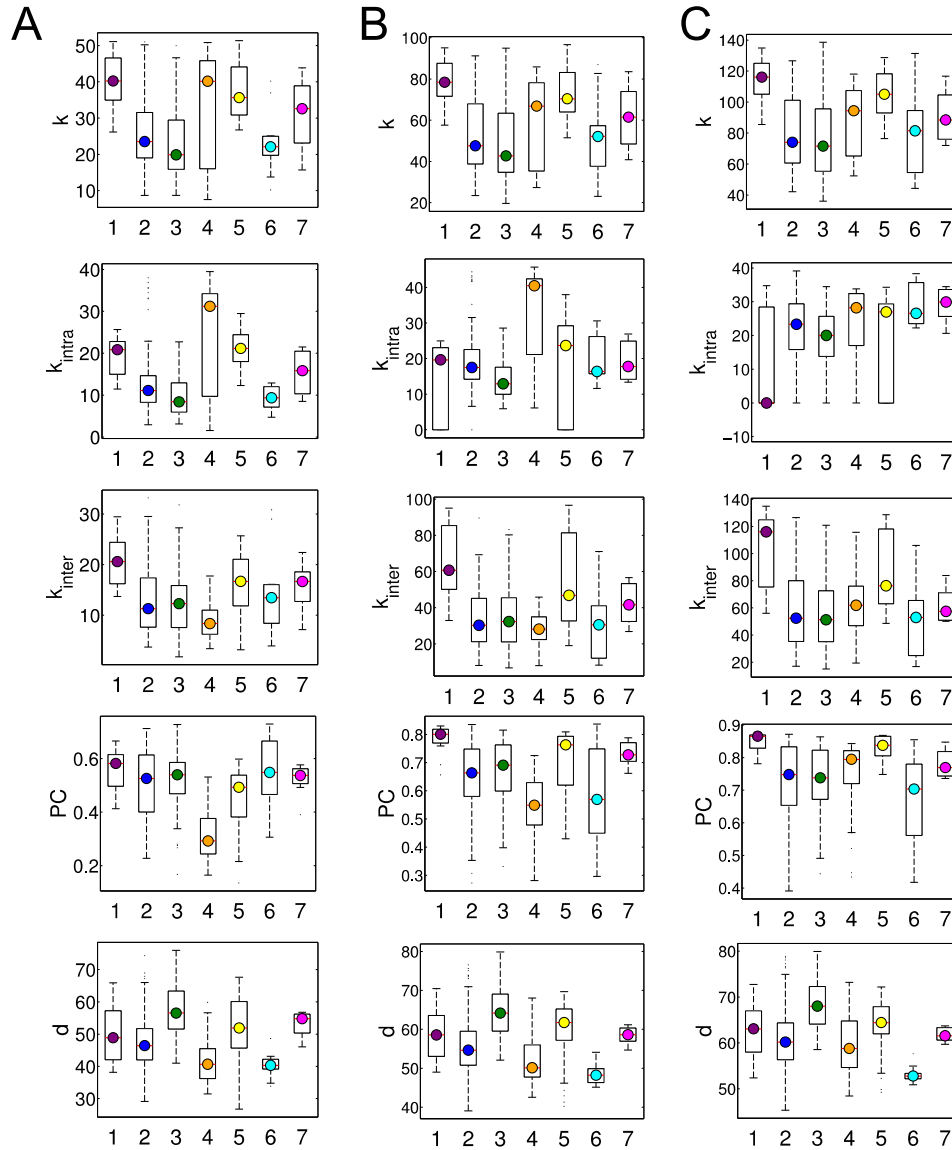 A B C
k 50 40 30 20 10
1 2 3 4 5 6 7
k 100 80 60 40 20
1 2 3 4 5 6 7
k 140 120 100 80 60 40
1 2 3 4 5 6 7
k_intra 40 30 20 10 0
1 2 3 4 5 6 7
k_intra 40 30 20 10 0
1 2 3 4 5 6 7
k_intra 40 30 20 10 0 −10
1 2 3 4 5 6 7
k_inter 30 20 10
1 2 3 4 5 6 7
k_inter 100 80 60 40 20
1 2 3 4 5 6 7
k_inter 140 120 100 80 60 40 20
1 2 3 4 5 6 7
PC 0.6 0.4 0.2
1 2 3 4 5 6 7
PC 0.8 0.7 0.6 0.5 0.4 0.3
1 2 3 4 5 6 7
PC 0.9 0.8 0.7 0.6 0.5 0.4
1 2 3 4 5 6 7
d 70 60 50 40 30
1 2 3 4 5 6 7
d 80 70 60 50 40
1 2 3 4 5 6 7
d 80 70 60 50
1 2 3 4 5 6 7